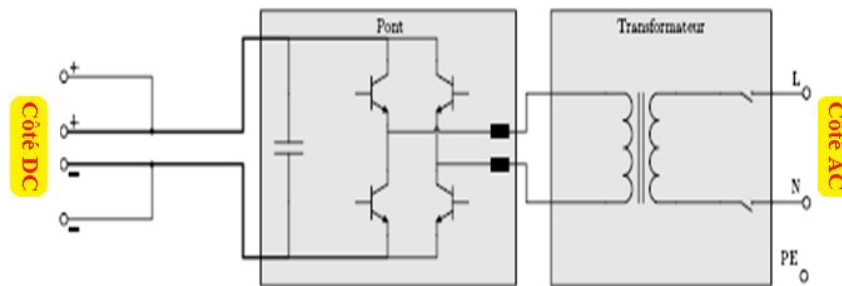 Pont
Transformateur
Côté DC
+
+
-
-
L
N
PE
Côté AC